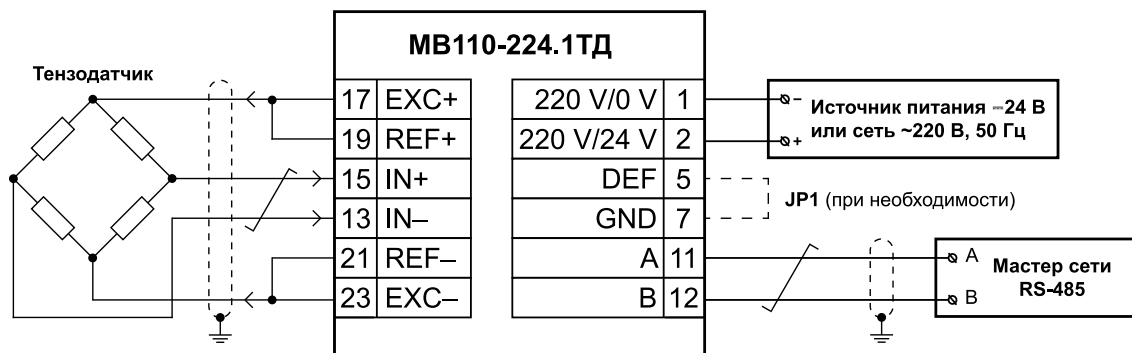 МВ110-224.1ТД
Тензодатчик
17 EXC+
19 REF+
15 IN+
13 IN–
21 REF–
23 EXC–
220 V/0 V 1
220 V/24 V 2
DEF 5
GND 7
A 11
B 12
–
+
Источник питания ⎓24 В
или сеть ~220 В, 50 Гц
JP1 (при необходимости)
A
B
Мастер сети
RS-485